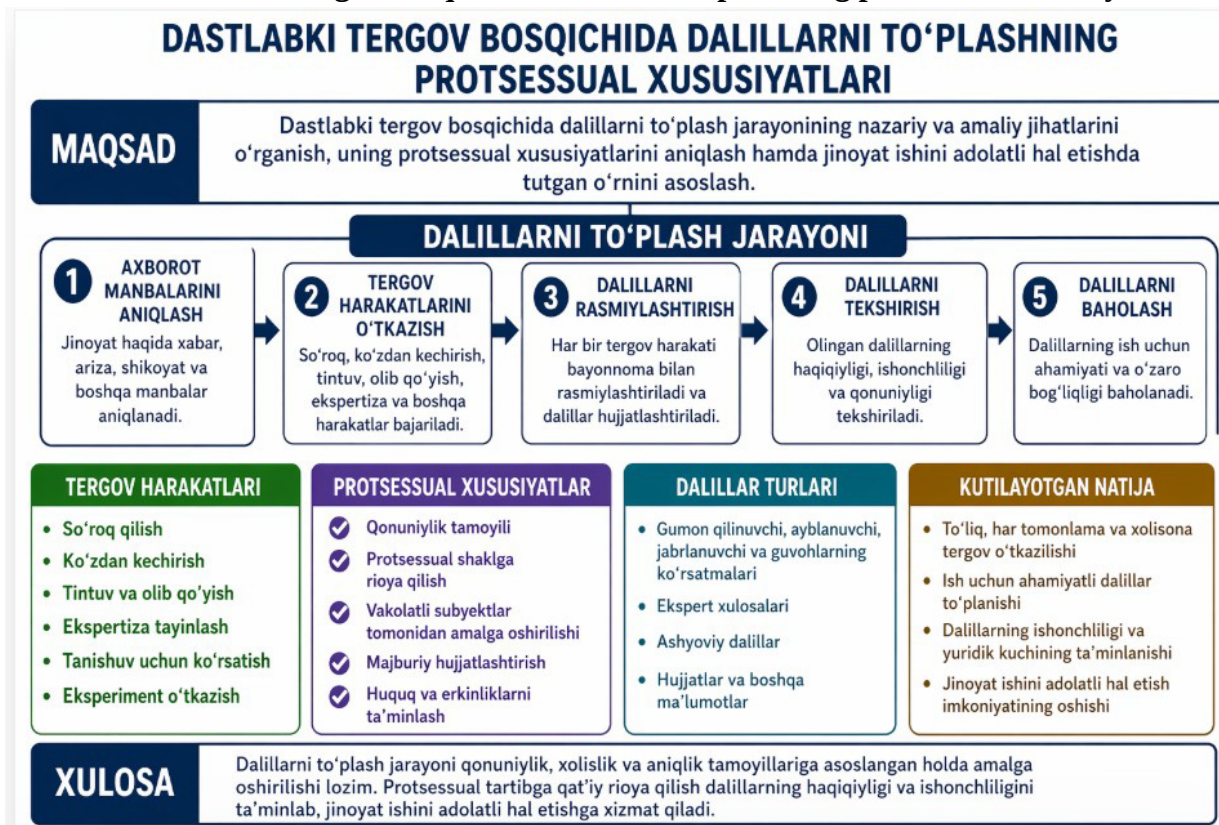 DASTLABKI TERGOV BOSQICHIDA DALILLARNI TO‘PLASHNING
PROTSESSUAL XUSUSIYATLARI
MAQSAD
Dastlabki tergov bosqichida dalillarni to‘plash jarayonining nazariy va amaliy jihatlarini
o‘rganish, uning protsessual xususiyatlarini aniqlash hamda jinoyat ishini adolatli hal etishda
tutgan o‘rnini asoslash.
DALILLARNI TO‘PLASH JARAYONI
1
AXBOROT
MANBALARINI
ANIQLASH
Jinoyat haqida xabar,
ariza, shikoyat va
boshqa manbalar
aniqlanadi.
2
TERGOV
HARAKATLARINI
O‘TKAZISH
So‘roq, ko‘zdan kechirish,
tintuv, olib qo‘yish,
ekspertiza va boshqa
harakatlar bajariladi.
3
DALILLARNI
RASMIYLASHTIRISH
Har bir tergov harakati
bayonnoma bilan
rasmiylashtiriladi va
dalillar hujjatlashtiriladi.
4
DALILLARNI
TEKSHIRISH
Olingan dalillarning
haqiqiyligi, ishonchliligi
va qonuniyligi
tekshiriladi.
5
DALILLARNI
BAHOLASH
Dalillarning ish uchun
ahamiyati va o‘zaro
bog‘liqligi baholanadi.
TERGOV HARAKATLARI
• So‘roq qilish
• Ko‘zdan kechirish
• Tintuv va olib qo‘yish
• Ekspertiza tayinlash
• Tanishuv uchun ko‘rsatish
• Eksperiment o‘tkazish
PROTSESSUAL XUSUSIYATLAR
Qonuniylik tamoyili
Protsessual shaklga
rioya qilish
Vakolatli subyektlar
tomonidan amalga oshirilishi
Majburiy hujjatlashtirish
Huquq va erkinliklarni
ta’minlash
DALILLAR TURLARI
• Gumon qilinuvchi, ayblanuvchi,
jabrlanuvchi va guvohlarning
ko‘rsatmalari
• Ekspert xulosalari
• Ashyoviy dalillar
• Hujjatlar va boshqa
ma’lumotlar
KUTILAYOTGAN NATIJA
• To‘liq, har tomonlama va xolisona
tergov o‘tkazilishi
• Ish uchun ahamiyatli dalillar
to‘planishi
• Dalillarning ishonchliligi va
yuridik kuchining ta’minlanishi
• Jinoyat ishini adolatli hal etish
imkoniyatining oshishi
XULOSA
Dalillarni to‘plash jarayoni qonuniylik, xolislik va aniqlik tamoyillariga asoslangan holda amalga
oshirilishi lozim. Protsessual tartibga qat’iy rioya qilish dalillarning haqiqiyligi va ishonchliligini
ta’minlab, jinoyat ishini adolatli hal etishga xizmat qiladi.